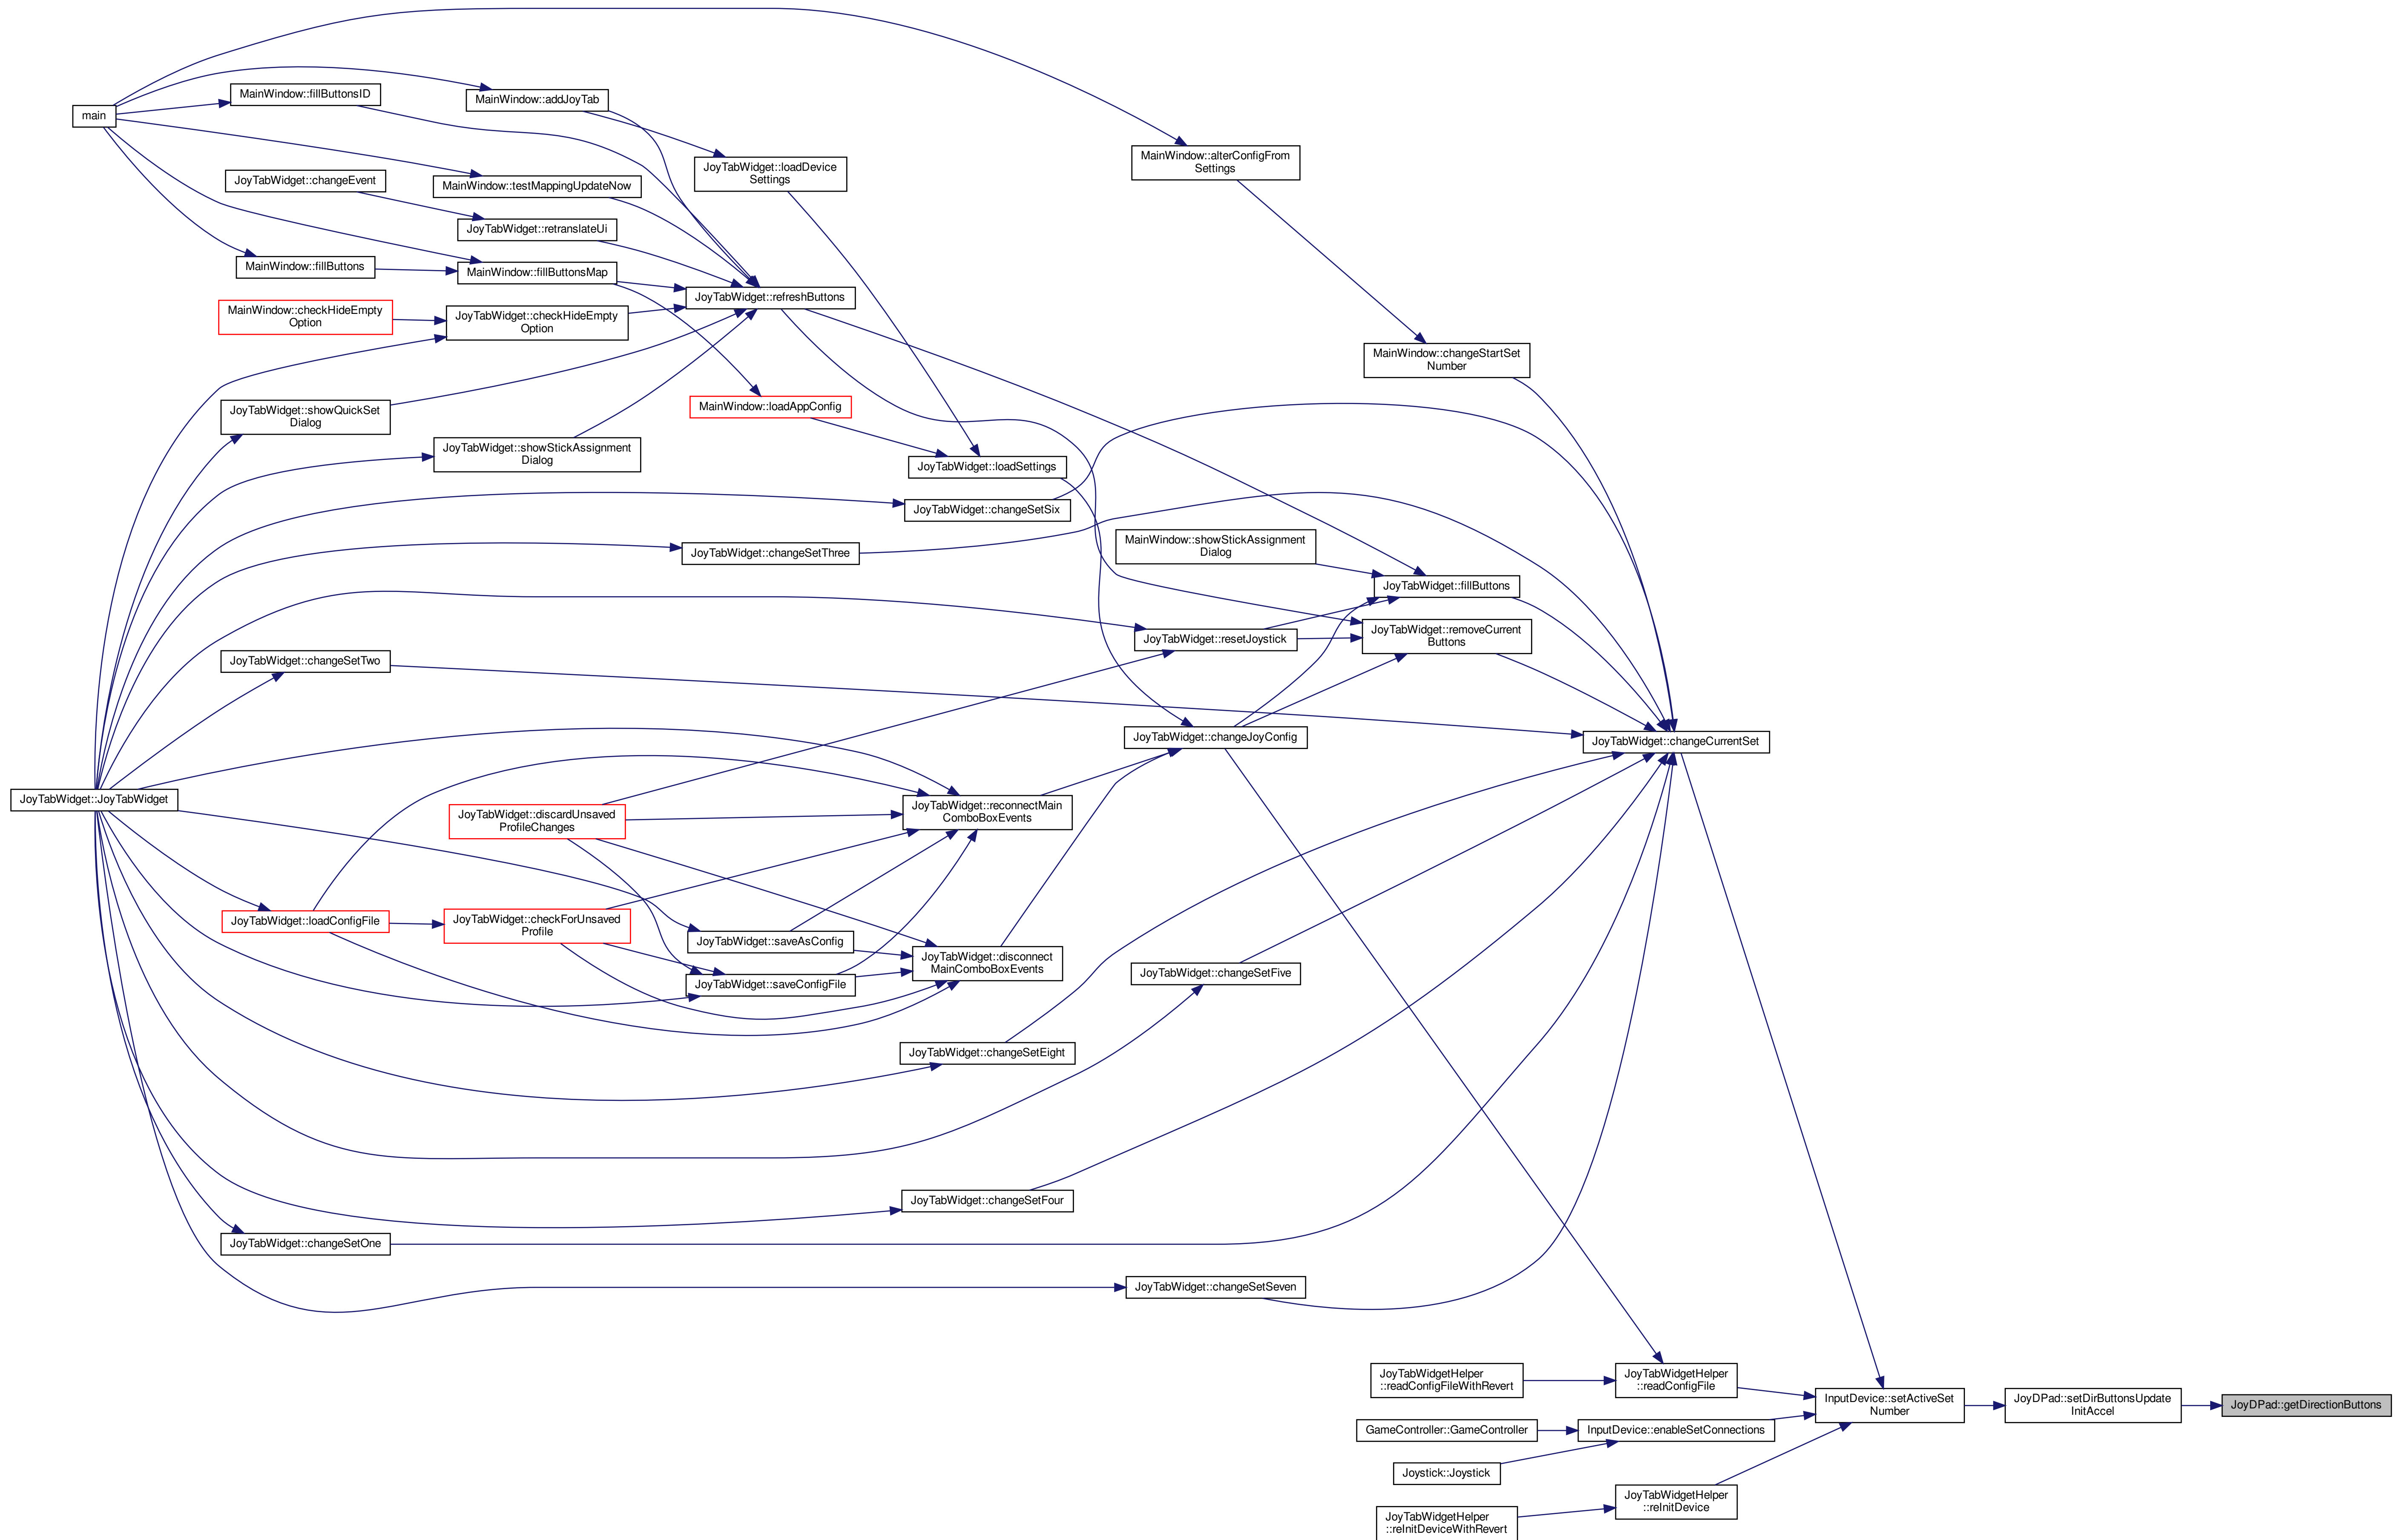 main
MainWindow::fillButtonsID
MainWindow::addJoyTab
JoyTabWidget::loadDevice
Settings
MainWindow::alterConfigFrom
Settings
JoyTabWidget::changeEvent
MainWindow::testMappingUpdateNow
JoyTabWidget::retranslateUi
MainWindow::fillButtons
MainWindow::fillButtonsMap
JoyTabWidget::refreshButtons
MainWindow::checkHideEmpty
Option
JoyTabWidget::checkHideEmpty
Option
MainWindow::changeStartSet
Number
JoyTabWidget::showQuickSet
Dialog
MainWindow::loadAppConfig
JoyTabWidget::showStickAssignment
Dialog
JoyTabWidget::loadSettings
JoyTabWidget::changeSetSix
JoyTabWidget::changeSetThree
MainWindow::showStickAssignment
Dialog
JoyTabWidget::fillButtons
JoyTabWidget::resetJoystick
JoyTabWidget::removeCurrent
Buttons
JoyTabWidget::changeSetTwo
JoyTabWidget::changeJoyConfig
JoyTabWidget::changeCurrentSet
JoyTabWidget::JoyTabWidget
JoyTabWidget::discardUnsaved
ProfileChanges
JoyTabWidget::reconnectMain
ComboBoxEvents
JoyTabWidget::loadConfigFile
JoyTabWidget::checkForUnsaved
Profile
JoyTabWidget::saveAsConfig
JoyTabWidget::disconnect
MainComboBoxEvents
JoyTabWidget::saveConfigFile
JoyTabWidget::changeSetFive
JoyTabWidget::changeSetEight
JoyTabWidget::changeSetFour
JoyTabWidget::changeSetOne
JoyTabWidget::changeSetSeven
JoyTabWidgetHelper
::readConfigFileWithRevert
JoyTabWidgetHelper
::readConfigFile
InputDevice::setActiveSet
Number
JoyDPad::setDirButtonsUpdate
InitAccel
JoyDPad::getDirectionButtons
GameController::GameController
InputDevice::enableSetConnections
Joystick::Joystick
JoyTabWidgetHelper
::reInitDevice
JoyTabWidgetHelper
::reInitDeviceWithRevert